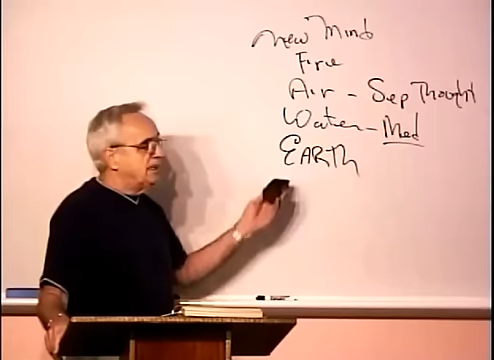 New Mind
Fire
Air - Sep Thought
Water - Med
EARTh